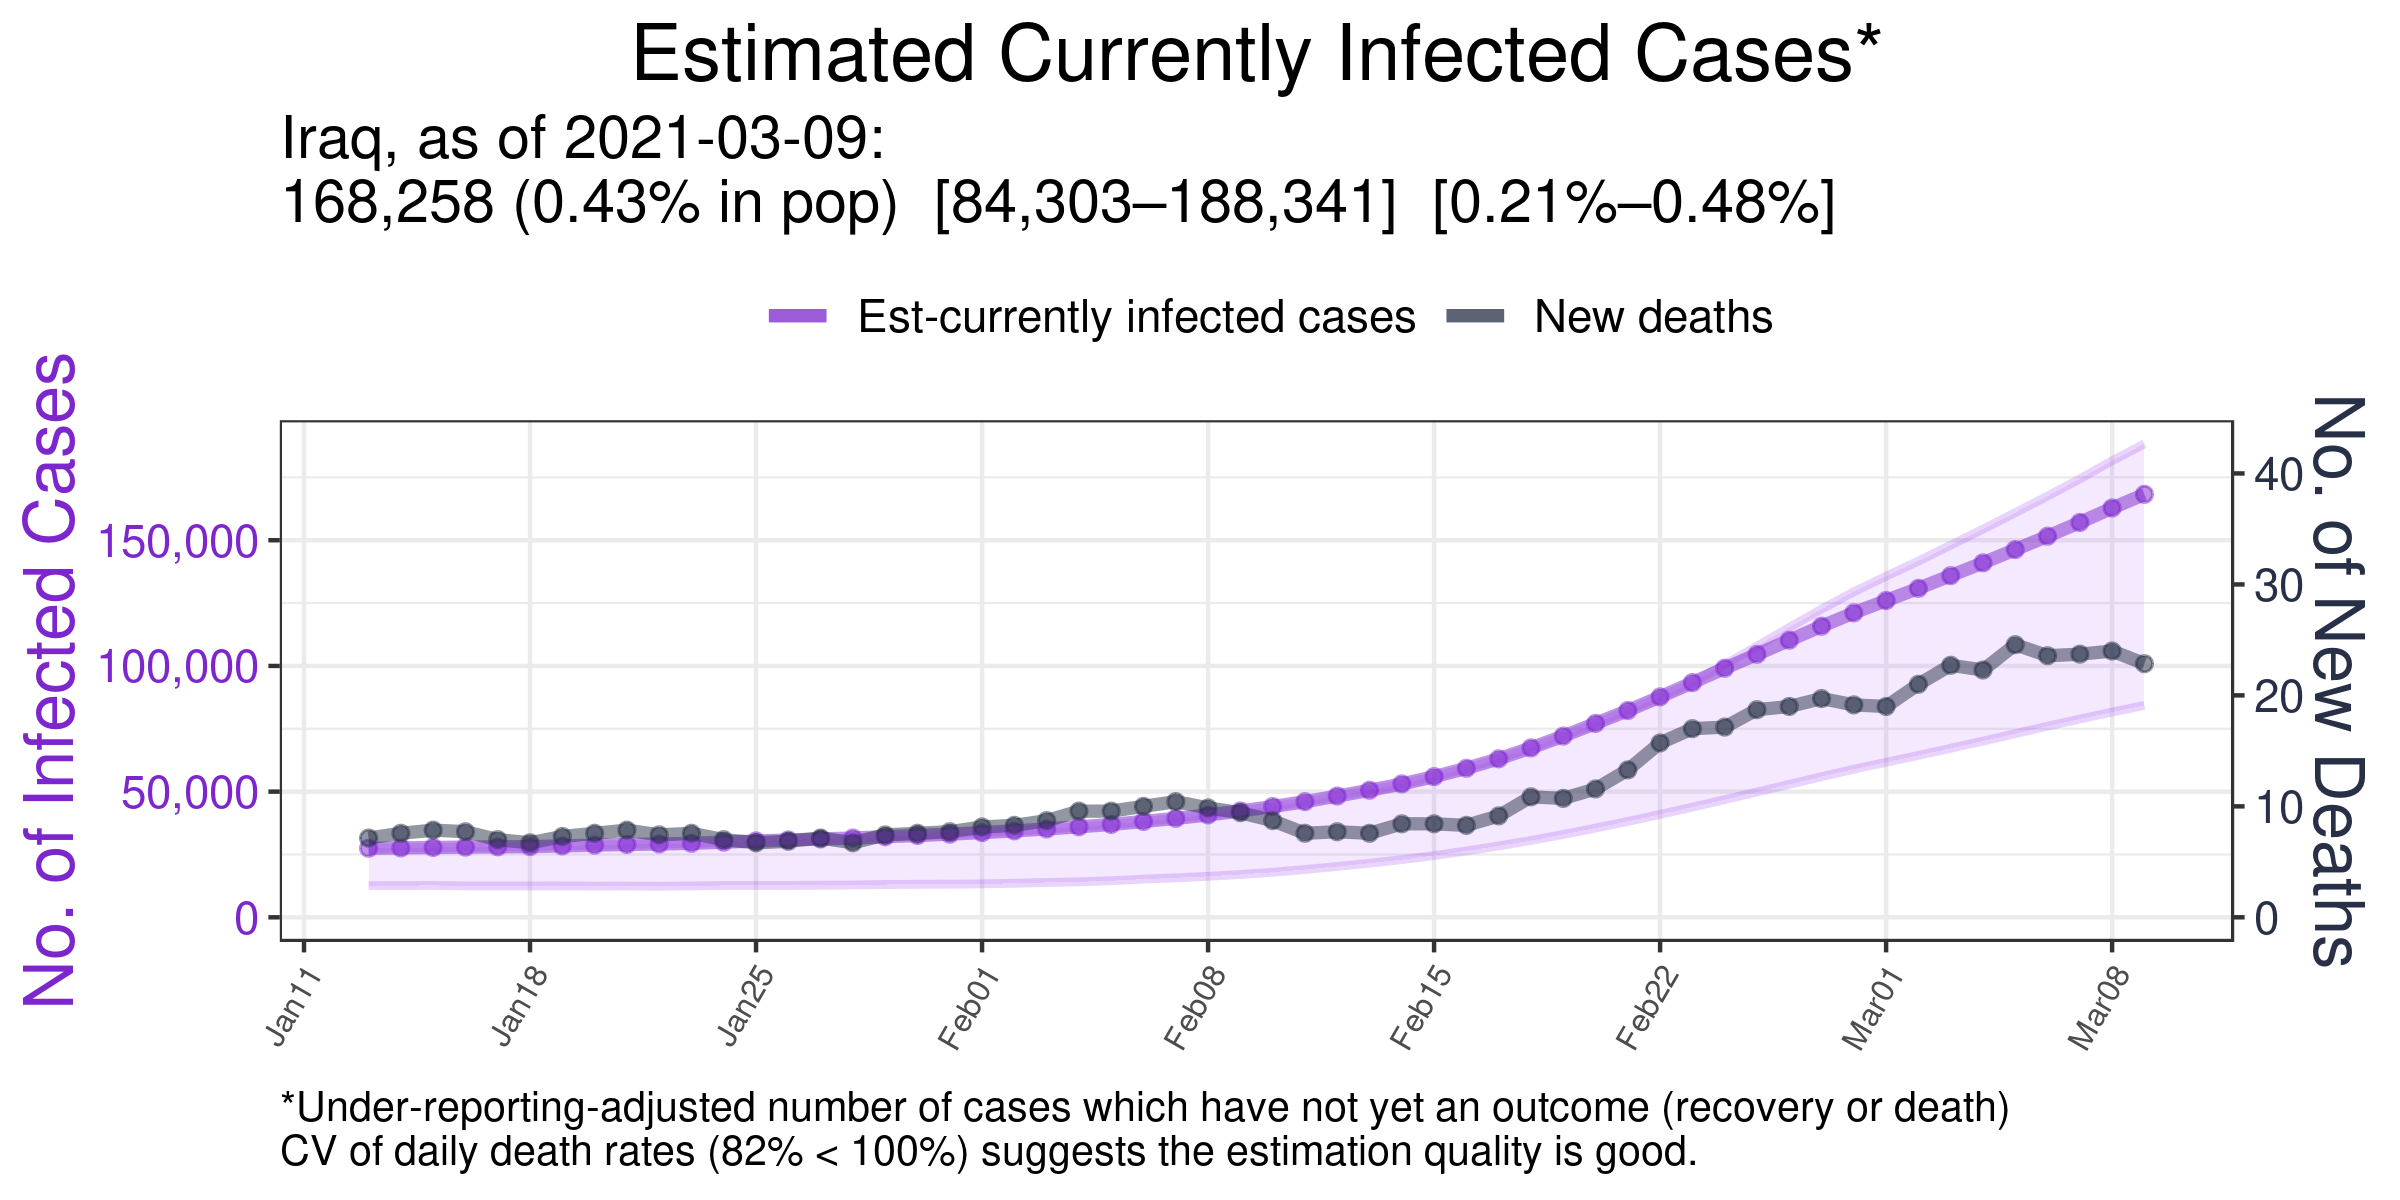 Estimated Currently Infected Cases*
Iraq, as of 2021-03-09:
168,258 (0.43% in pop) [84,303–188,341] [0.21%–0.48%]
Est-currently infected cases New deaths
No. of Infected Cases
150,000
100,000
50,000
0
No. of New Deaths
40
30
20
10
0
Jan11 Jan18 Jan25 Feb01 Feb08 Feb15 Feb22 Mar01 Mar08
*Under-reporting-adjusted number of cases which have not yet an outcome (recovery or death)
CV of daily death rates (82% < 100%) suggests the estimation quality is good.